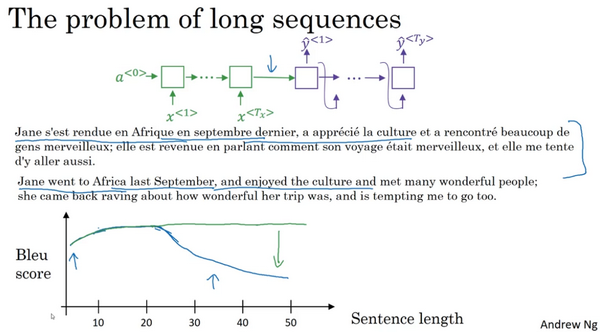 The problem of long sequences
ŷ<1> ŷ<Ty>
a<0>
x<1> x<Tx>
Jane s'est rendue en Afrique en septembre dernier, a apprécié la culture et a rencontré beaucoup de
gens merveilleux; elle est revenue en parlant comment son voyage était merveilleux, et elle me tente
d'y aller aussi.
Jane went to Africa last September, and enjoyed the culture and met many wonderful people;
she came back raving about how wonderful her trip was, and is tempting me to go too.
Bleu
score
10 20 30 40 50
Sentence length
Andrew Ng